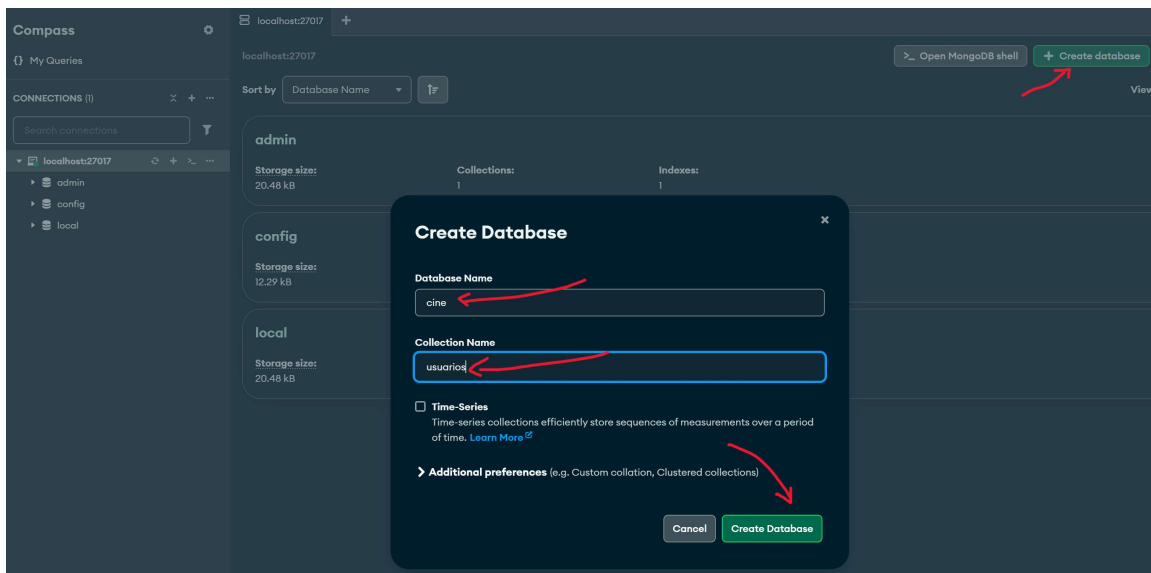 Compass
{} My Queries
CONNECTIONS (1)
Search connections
localhost:27017
admin
config
local
localhost:27017
localhost:27017
>_ Open MongoDB shell
+ Create database
Sort by
Database Name
View
admin
Storage size:
20.48 kB
Collections:
1
Indexes:
1
config
Storage size:
12.29 kB
local
Storage size:
20.48 kB
Create Database
Database Name
cine
Collection Name
usuarios
Time-Series
Time-series collections efficiently store sequences of measurements over a period
of time. Learn More
Additional preferences (e.g. Custom collation, Clustered collections)
Cancel
Create Database